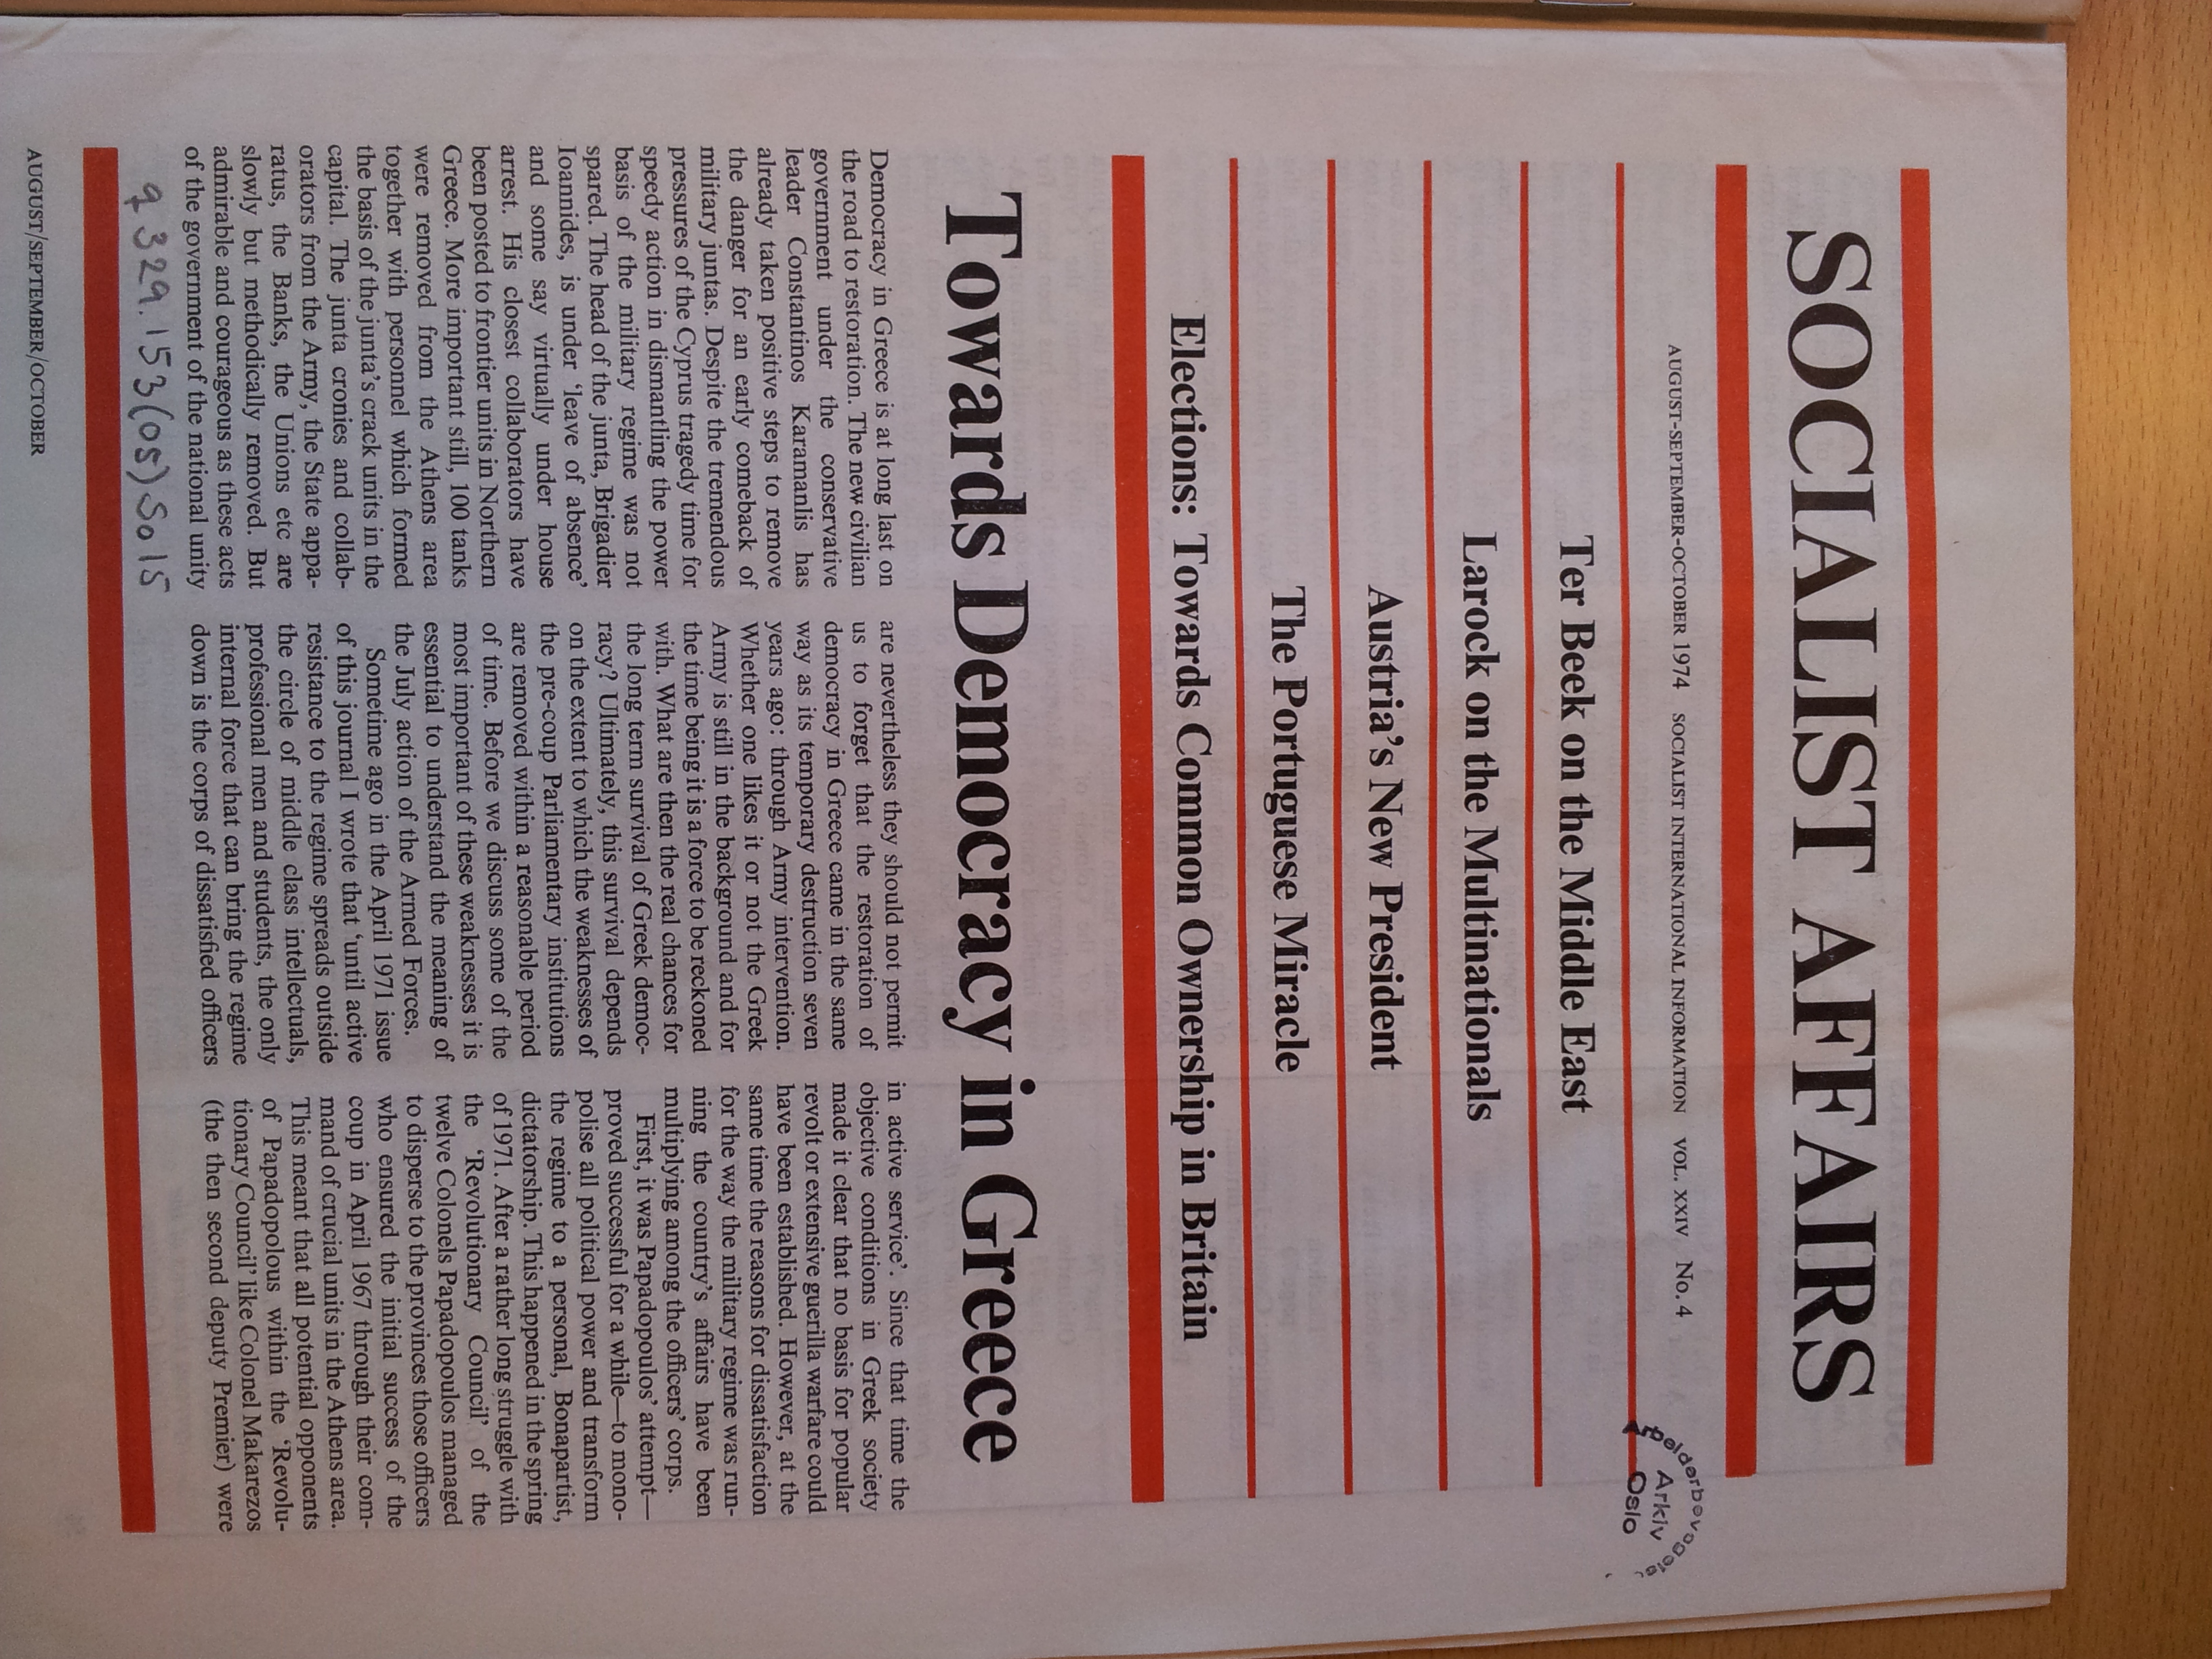 SOCIALIST AFFAIRS
AUGUST-SEPTEMBER-OCTOBER 1974 SOCIALIST INTERNATIONAL INFORMATION VOL. XXIV No. 4
Arkiv
Oslo
Ter Beek on the Middle East
Larock on the Multinationals
Austria's New President
The Portuguese Miracle
Elections: Towards Common Ownership in Britain
Towards Democracy in Greece
Democracy in Greece is at long last on
the road to restoration. The new civilian
government under the conservative
leader Constantinos Karamanlis has
already taken positive steps to remove
the danger for an early comeback of
military juntas. Despite the tremendous
pressures of the Cyprus tragedy time for
speedy action in dismantling the power
basis of the military regime was not
spared. The head of the junta, Brigadier
Ioannides, is under ‘leave of absence’
and some say virtually under house
arrest. His closest collaborators have
been posted to frontier units in Northern
Greece. More important still, 100 tanks
were removed from the Athens area
together with personnel which formed
the basis of the junta's crack units in the
capital. The junta cronies and collab-
orators from the Army, the State appa-
ratus, the Banks, the Unions etc are
slowly but methodically removed. But
admirable and courageous as these acts
of the government of the national unity
are nevertheless they should not permit
us to forget that the restoration of
democracy in Greece came in the same
way as its temporary destruction seven
years ago: through Army intervention.
Whether one likes it or not the Greek
Army is still in the background and for
the time being it is a force to be reckoned
with. What are then the real chances for
the long term survival of Greek democ-
racy? Ultimately, this survival depends
on the extent to which the weaknesses of
the pre-coup Parliamentary institutions
are removed within a reasonable period
of time. Before we discuss some of the
most important of these weaknesses it is
essential to understand the meaning of
the July action of the Armed Forces.
Sometime ago in the April 1971 issue
of this journal I wrote that ‘until active
resistance to the regime spreads outside
the circle of middle class intellectuals,
professional men and students, the only
internal force that can bring the regime
down is the corps of dissatisfied officers
in active service’. Since that time the
objective conditions in Greek society
made it clear that no basis for popular
revolt or extensive guerilla warfare could
have been established. However, at the
same time the reasons for dissatisfaction
for the way the military regime was run-
ning the country's affairs have been
multiplying among the officers' corps.
First, it was Papadopoulos' attempt—
proved successful for a while—to mono-
polise all political power and transform
the regime to a personal, Bonapartist,
dictatorship. This happened in the spring
of 1971. After a rather long struggle with
the ‘Revolutionary Council’ of the
twelve Colonels Papadopoulos managed
to disperse to the provinces those officers
who ensured the initial success of the
coup in April 1967 through their com-
mand of crucial units in the Athens area.
This meant that all potential opponents
of Papadopolous within the ‘Revolu-
tionary Council’ like Colonel Makarezos
(the then second deputy Premier) were
q 329.153(05) So15
AUGUST/SEPTEMBER/OCTOBER